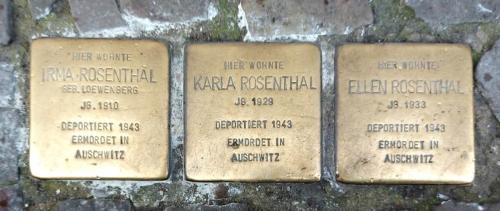 HIER WOHNTE
IRMA ROSENTHAL
GEB. LOEWENBERG
JG. 1910
DEPORTIERT 1943
ERMORDET IN
AUSCHWITZ
HIER WOHNTE
KARLA ROSENTHAL
JG. 1929
DEPORTIERT 1943
ERMORDET IN
AUSCHWITZ
HIER WOHNTE
ELLEN ROSENTHAL
JG. 1933
DEPORTIERT 1943
ERMORDET IN
AUSCHWITZ